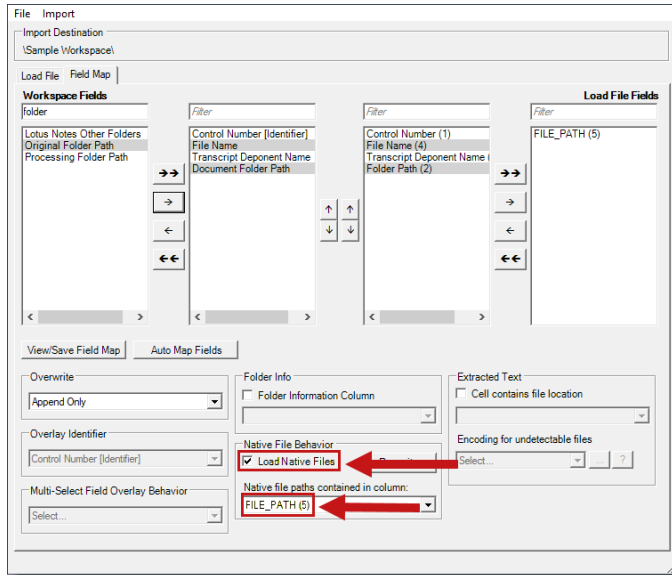 File Import
Import Destination
\Sample Workspace\
Load File Field Map
Workspace Fields Load File Fields
folder Filter Filter Filter
Lotus Notes Other Folders
Original Folder Path
Processing Folder Path
Control Number [Identifier]
File Name
Transcript Deponent Name
Document Folder Path
Control Number (1)
File Name (4)
Transcript Deponent Name (
Folder Path (2)
FILE_PATH (5)
View/Save Field Map Auto Map Fields
Overwrite
Append Only
Overlay Identifier
Control Number [Identifier]
Multi-Select Field Overlay Behavior
Select...
Folder Info
Folder Information Column
Native File Behavior
Load Native Files
Native file paths contained in column:
FILE_PATH (5)
Extracted Text
Cell contains file location
Encoding for undetectable files
Select... ... ?